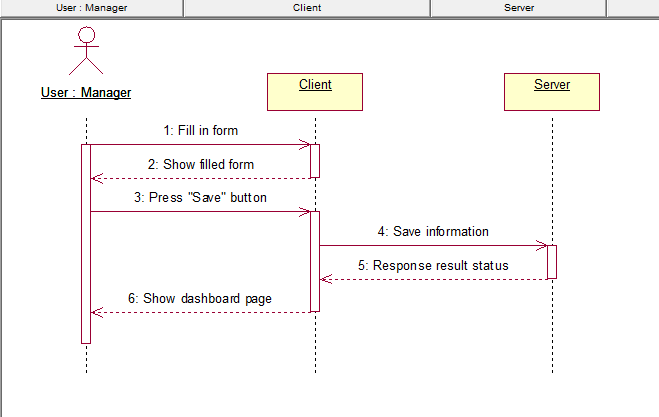 User : Manager
Client
Server
User : Manager
Client
Server
1: Fill in form
2: Show filled form
3: Press "Save" button
4: Save information
5: Response result status
6: Show dashboard page